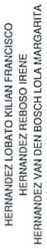 HERNANDEZ LOBATO KILIAN FRANCISCO
HERNANDEZ REBOSO IRENE
HERNANDEZ VAN DEN BOSCH LOLA MARGARITA